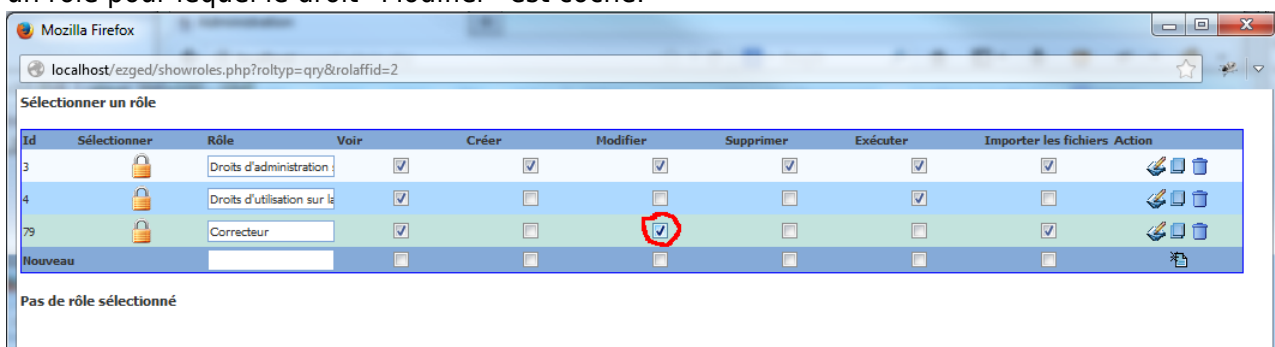 un rôle pour lequel le droit "Modifier" est coché.
Mozilla Firefox
localhost/ezged/showroles.php?roltyp=qry&rolaffid=2
Sélectionner un rôle
Id Sélectionner Rôle Voir Créer Modifier Supprimer Exécuter Importer les fichiers Action
3 Droits d'administration
4 Droits d'utilisation sur la
79 Correcteur
Nouveau
Pas de rôle sélectionné